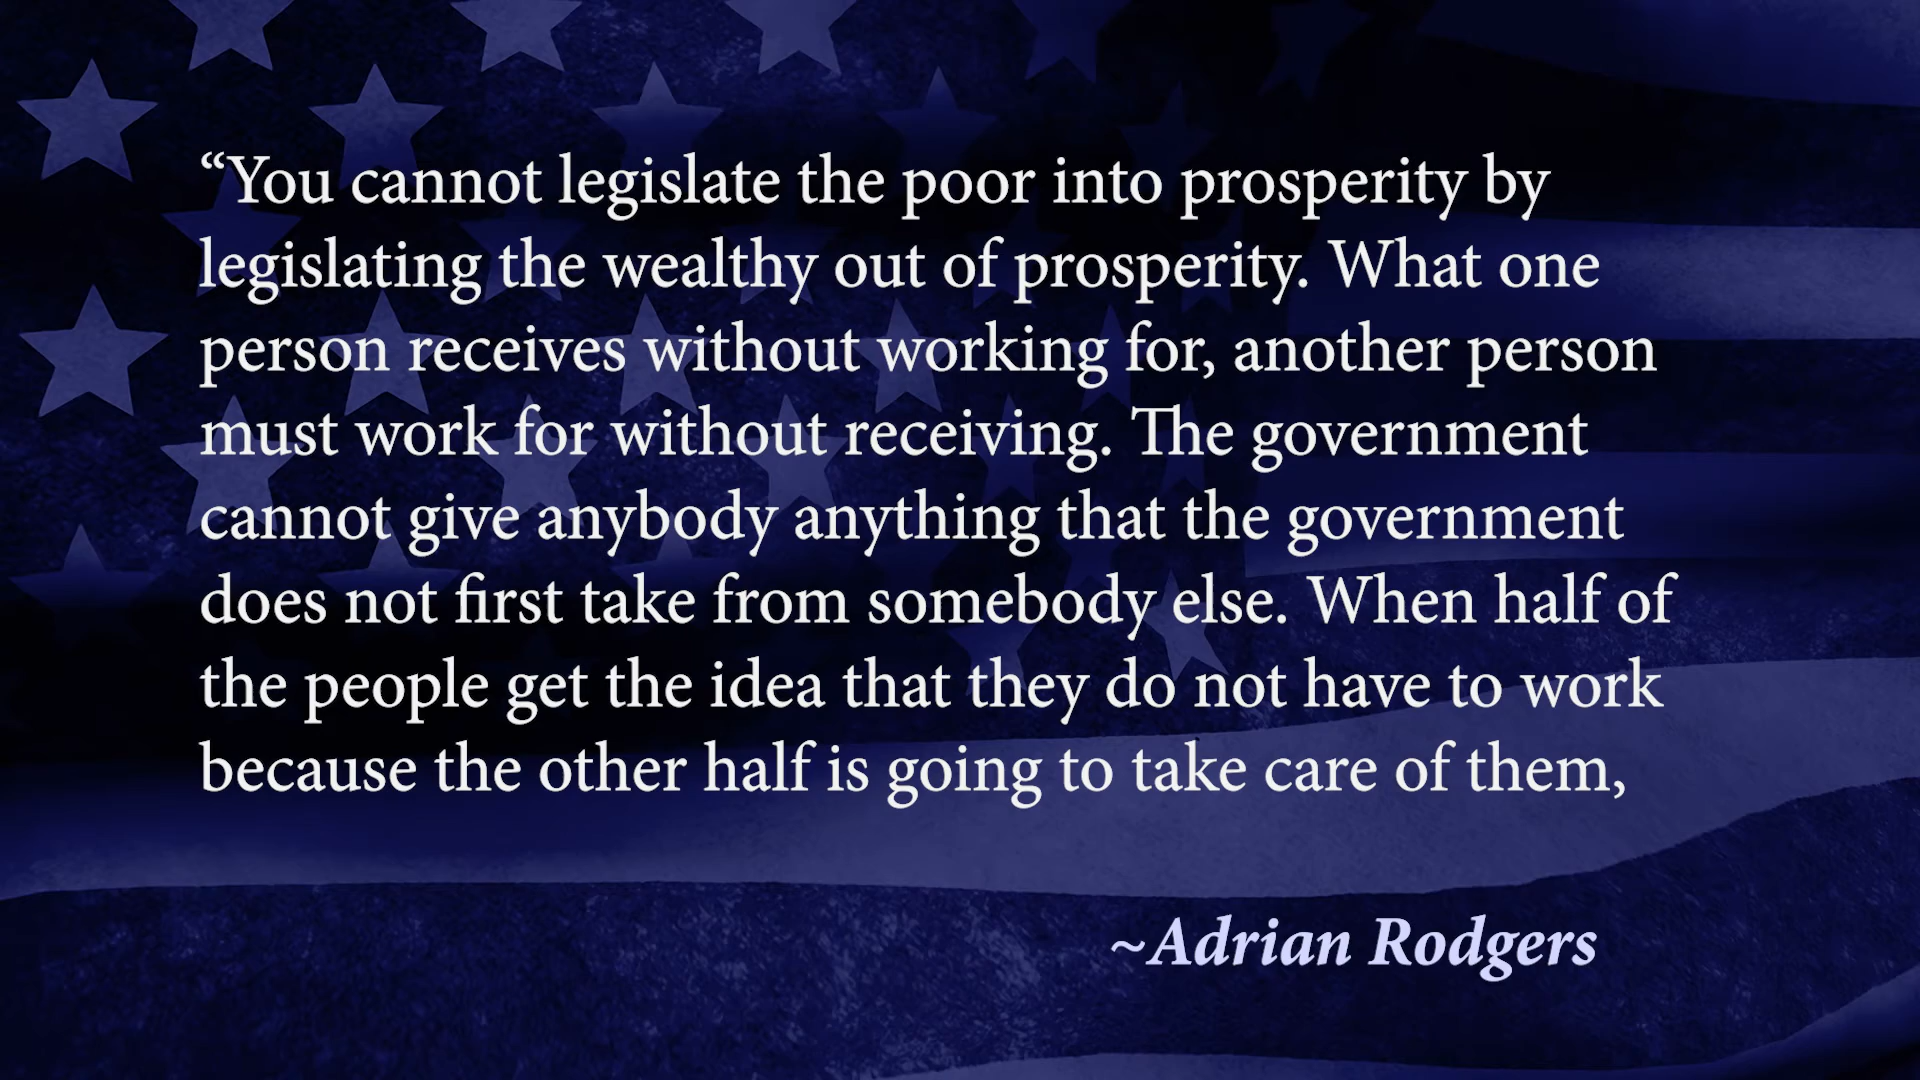 “You cannot legislate the poor into prosperity by
legislating the wealthy out of prosperity. What one
person receives without working for, another person
must work for without receiving. The government
cannot give anybody anything that the government
does not first take from somebody else. When half of
the people get the idea that they do not have to work
because the other half is going to take care of them,
~Adrian Rodgers